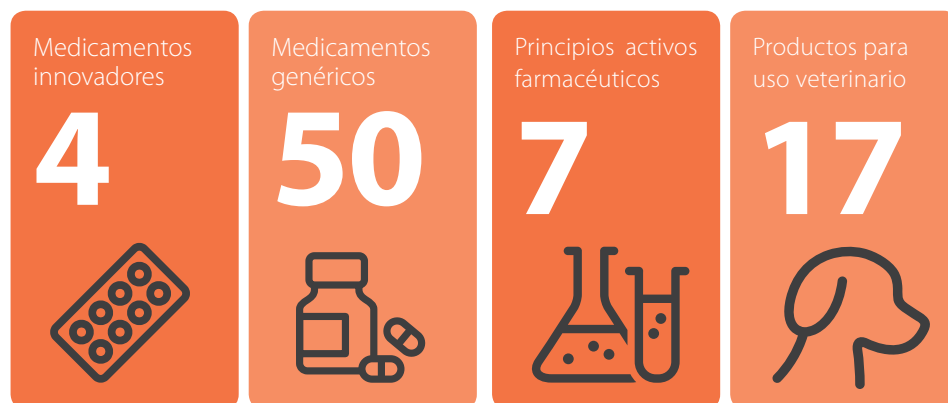 Medicamentos
innovadores
4
Medicamentos
genéricos
50
Principios activos
farmacéuticos
7
Productos para
uso veterinario
17